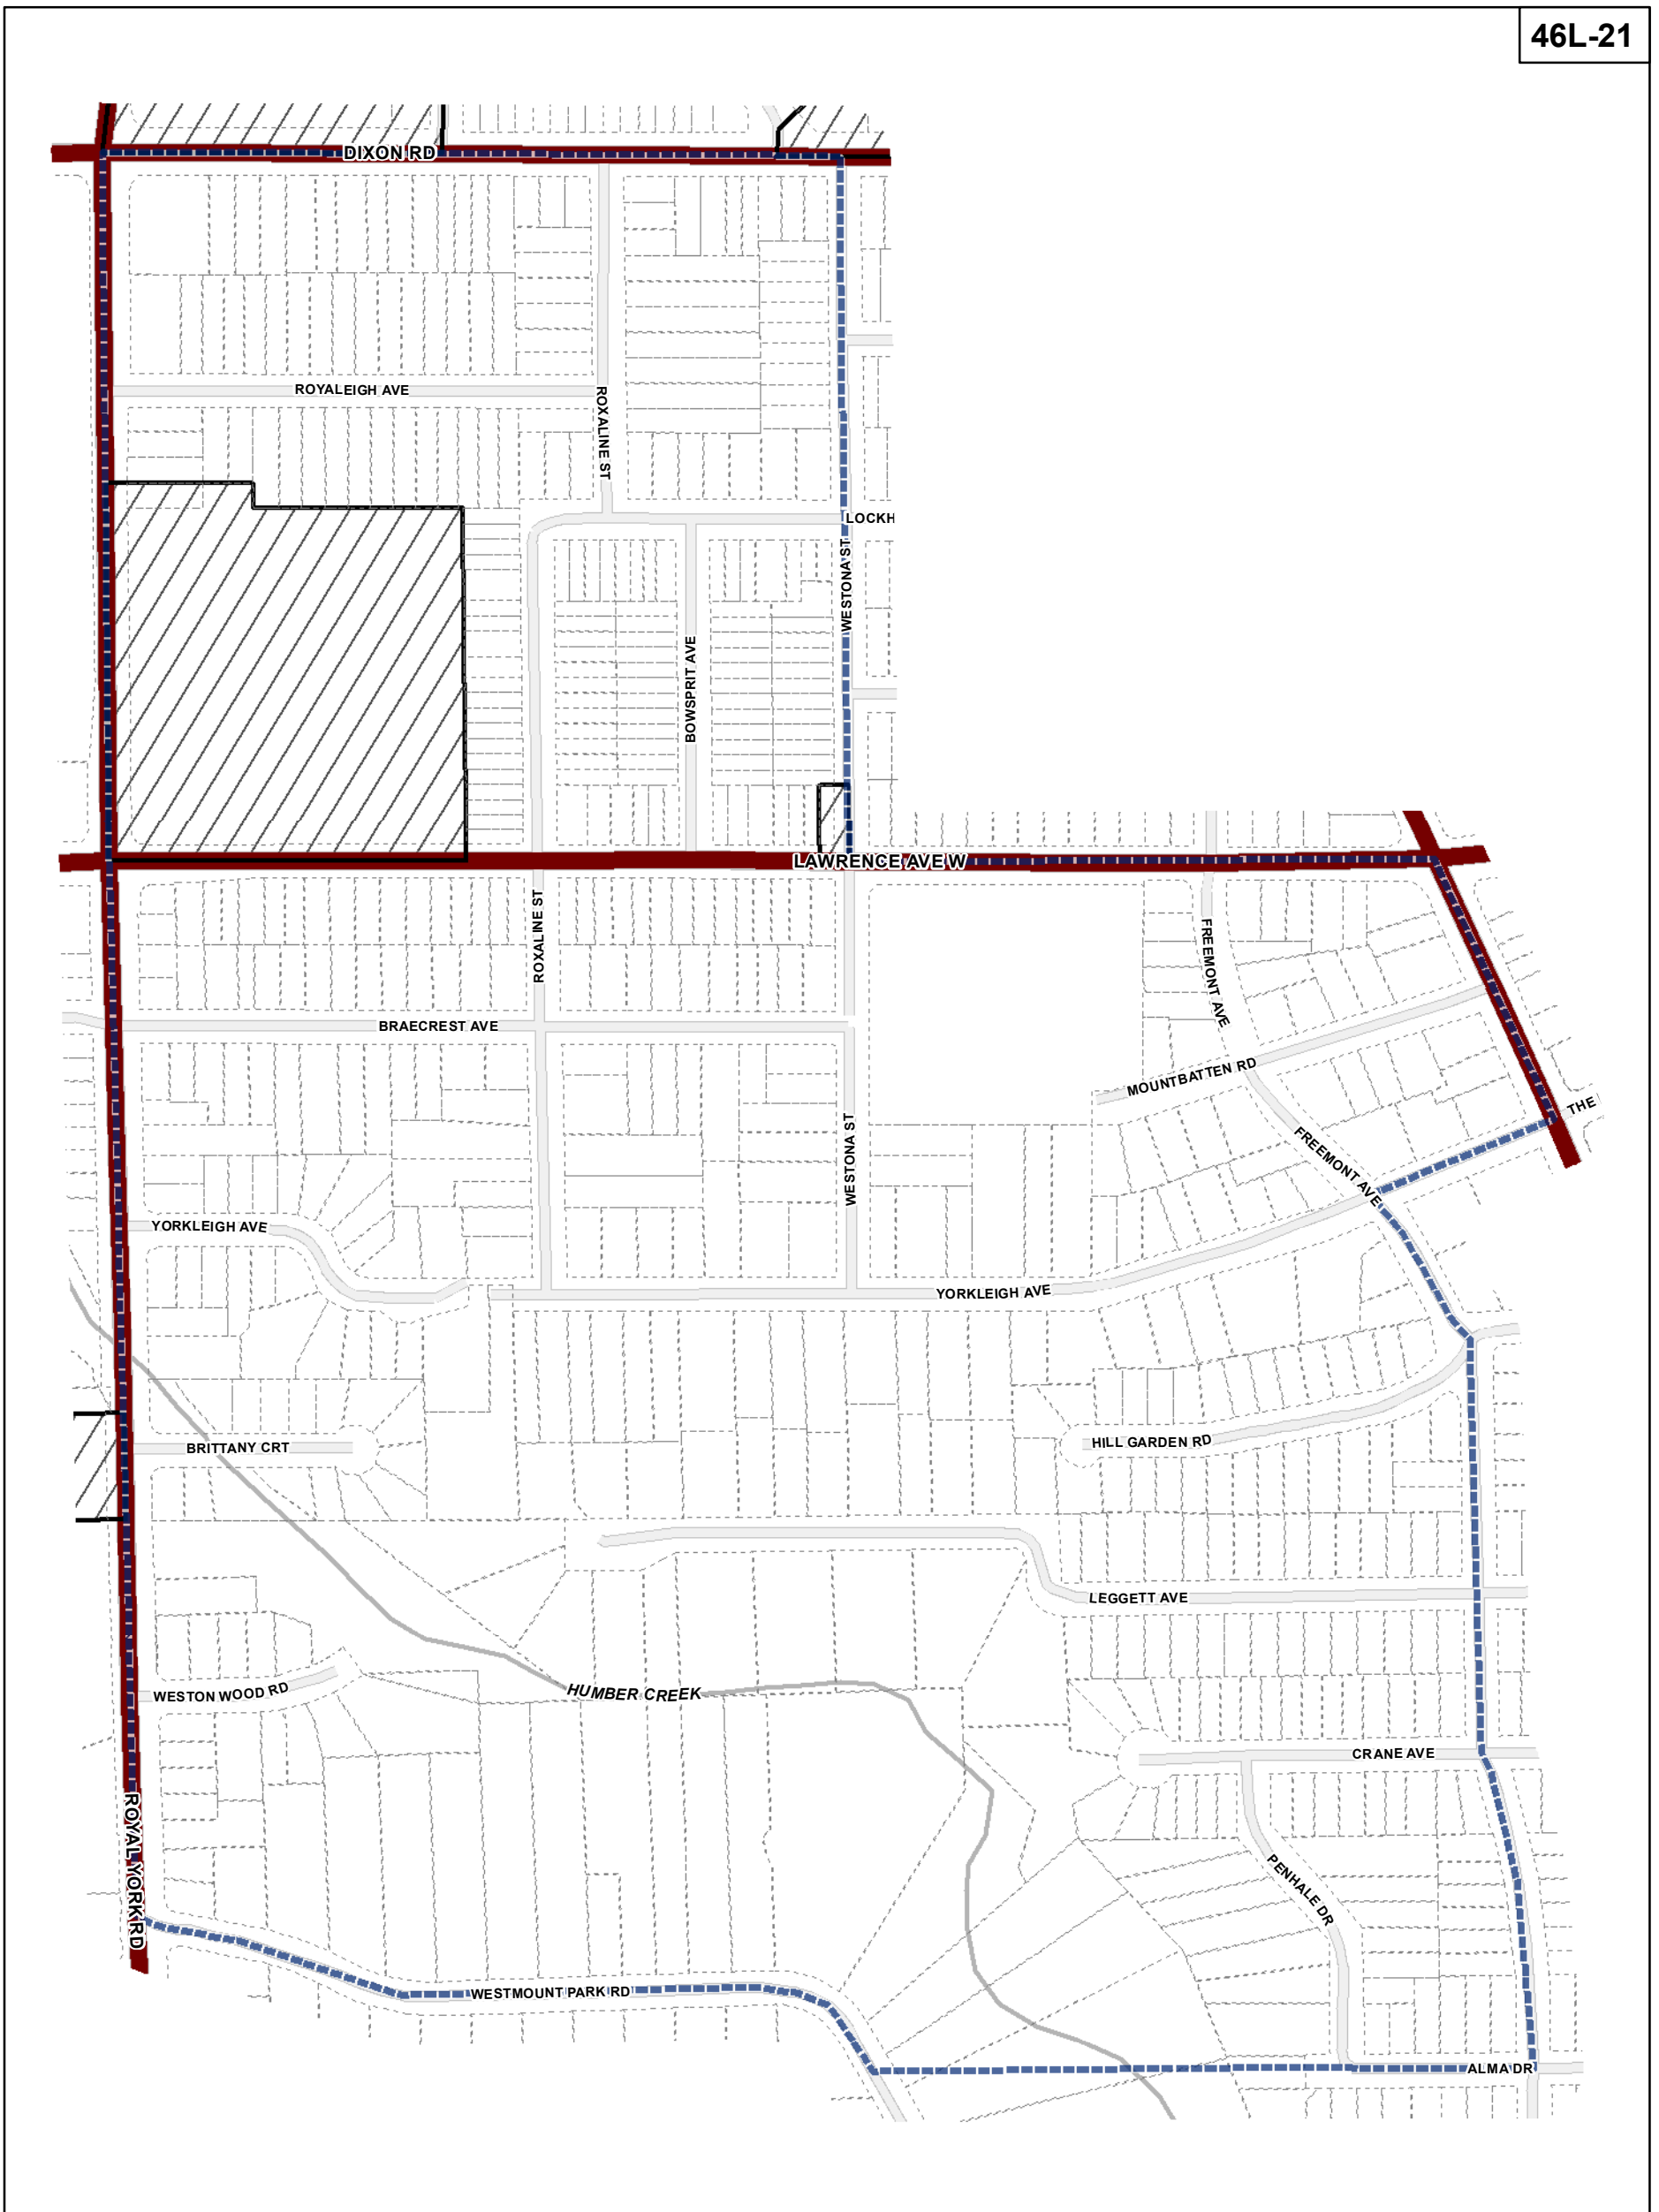 46L-21
DIXON RD
ROYALEIGH AVE
ROXALINE ST
LOCKH
WESTONA ST
BOWSPRIT AVE
LAWRENCE AVE W
ROXALINE ST
FREEMONT AVE
BRAECREST AVE
MOUNTBATTEN RD
THE
WESTONA ST
FREEMONT AVE
YORKLEIGH AVE
YORKLEIGH AVE
HILL GARDEN RD
BRITTANY CRT
LEGGETT AVE
WESTON WOOD RD
HUMBER CREEK
CRANE AVE
ROYAL YORK RD
PENHALE DR
WESTMOUNT PARK RD
ALMA DR